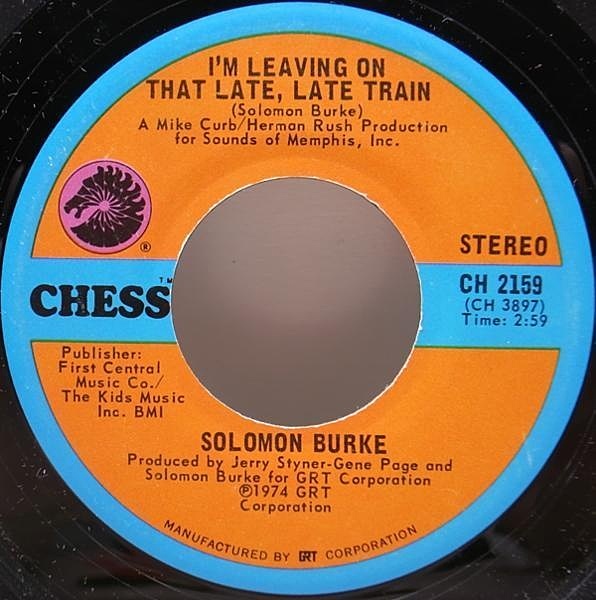 I'M LEAVING ON
THAT LATE, LATE TRAIN
(Solomon Burke)
A Mike Curb/Herman Rush Production
for Sounds of Memphis, Inc.
®
STEREO
CHESS™
CH 2159
(CH 3897)
Time: 2:59
Publisher:
First Central
Music Co./
The Kids Music
Inc. BMI
SOLOMON BURKE
Produced by Jerry Styner-Gene Page and
Solomon Burke for GRT Corporation
℗1974 GRT
Corporation
MANUFACTURED BY GRT CORPORATION